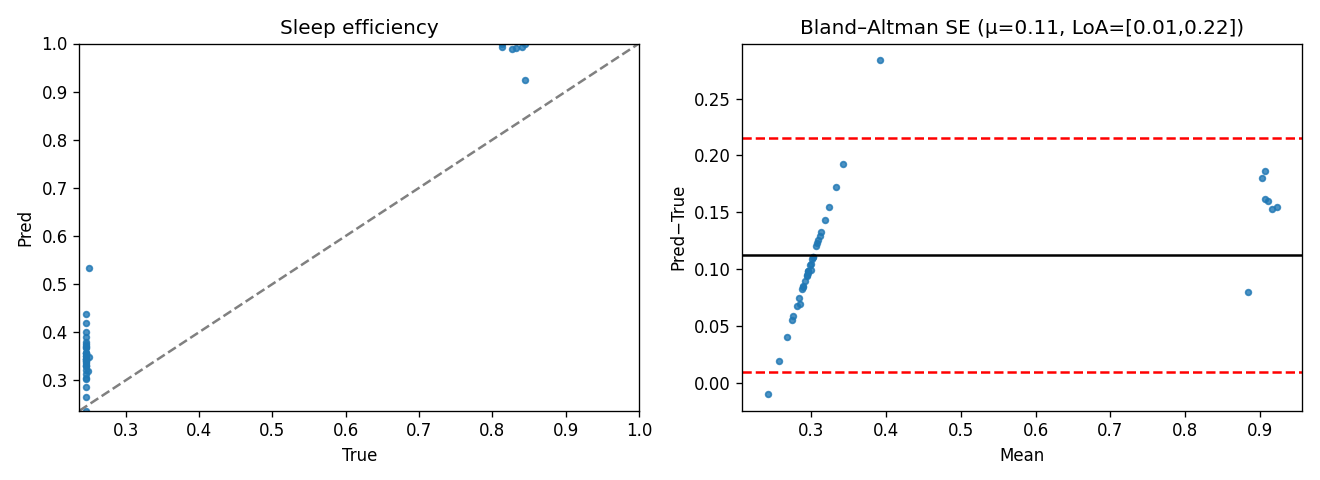 Sleep efficiency
1.0
0.9
0.8
0.7
0.6
0.5
0.4
0.3
Pred
0.3 0.4 0.5 0.6 0.7 0.8 0.9 1.0
True
Bland–Altman SE (μ=0.11, LoA=[0.01,0.22])
0.25
0.20
0.15
0.10
0.05
0.00
Pred−True
0.3 0.4 0.5 0.6 0.7 0.8 0.9
Mean